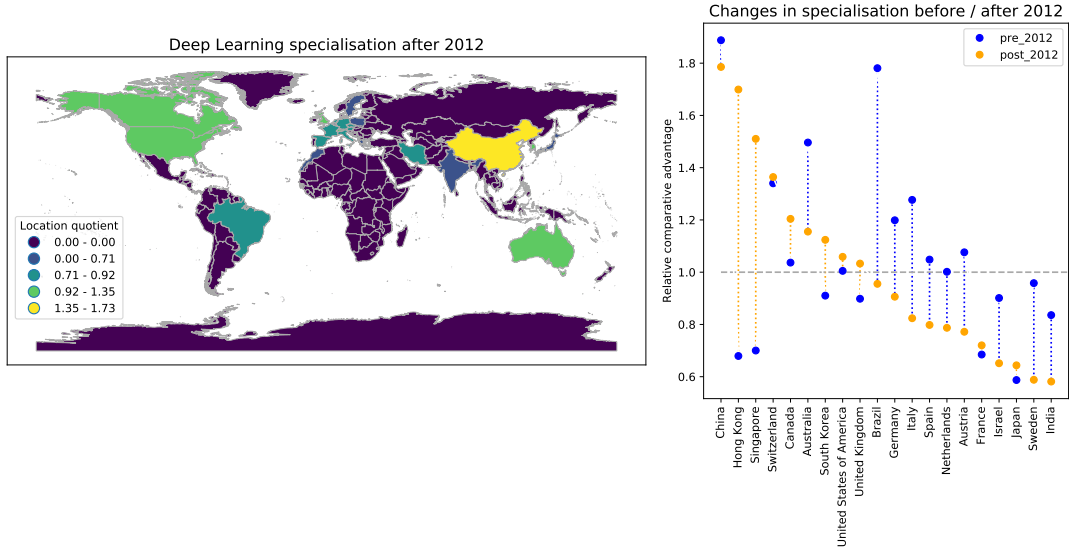 Deep Learning specialisation after 2012
Location quotient
0.00 - 0.00
0.00 - 0.71
0.71 - 0.92
0.92 - 1.35
1.35 - 1.73
Changes in specialisation before / after 2012
pre_2012
post_2012
Relative comparative advantage
1.8
1.6
1.4
1.2
1.0
0.8
0.6
China
Hong Kong
Singapore
Switzerland
Canada
Australia
South Korea
United States of America
United Kingdom
Brazil
Germany
Italy
Spain
Netherlands
Austria
France
Israel
Japan
Sweden
India